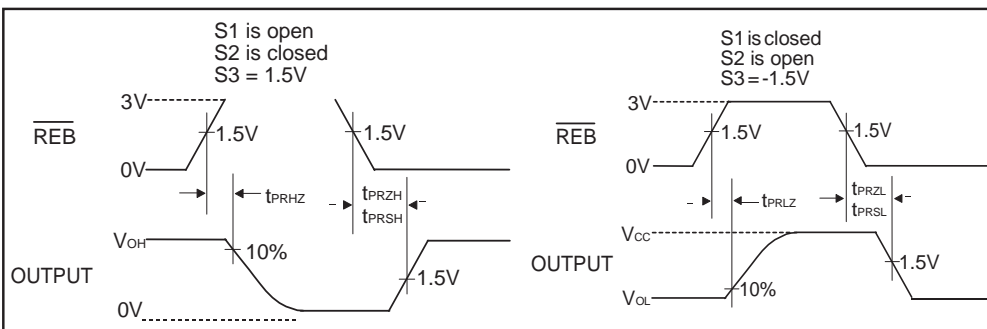 S1 is open
S2 is closed
S3 = 1.5V
3V
REB
1.5V
1.5V
0V
tPRHZ
tPRZH
tPRSH
VOH
10%
OUTPUT
1.5V
0V
S1 is closed
S2 is open
S3 = -1.5V
3V
REB
1.5V
1.5V
0V
tPRLZ
tPRZL
tPRSL
VCC
OUTPUT
1.5V
10%
VOL